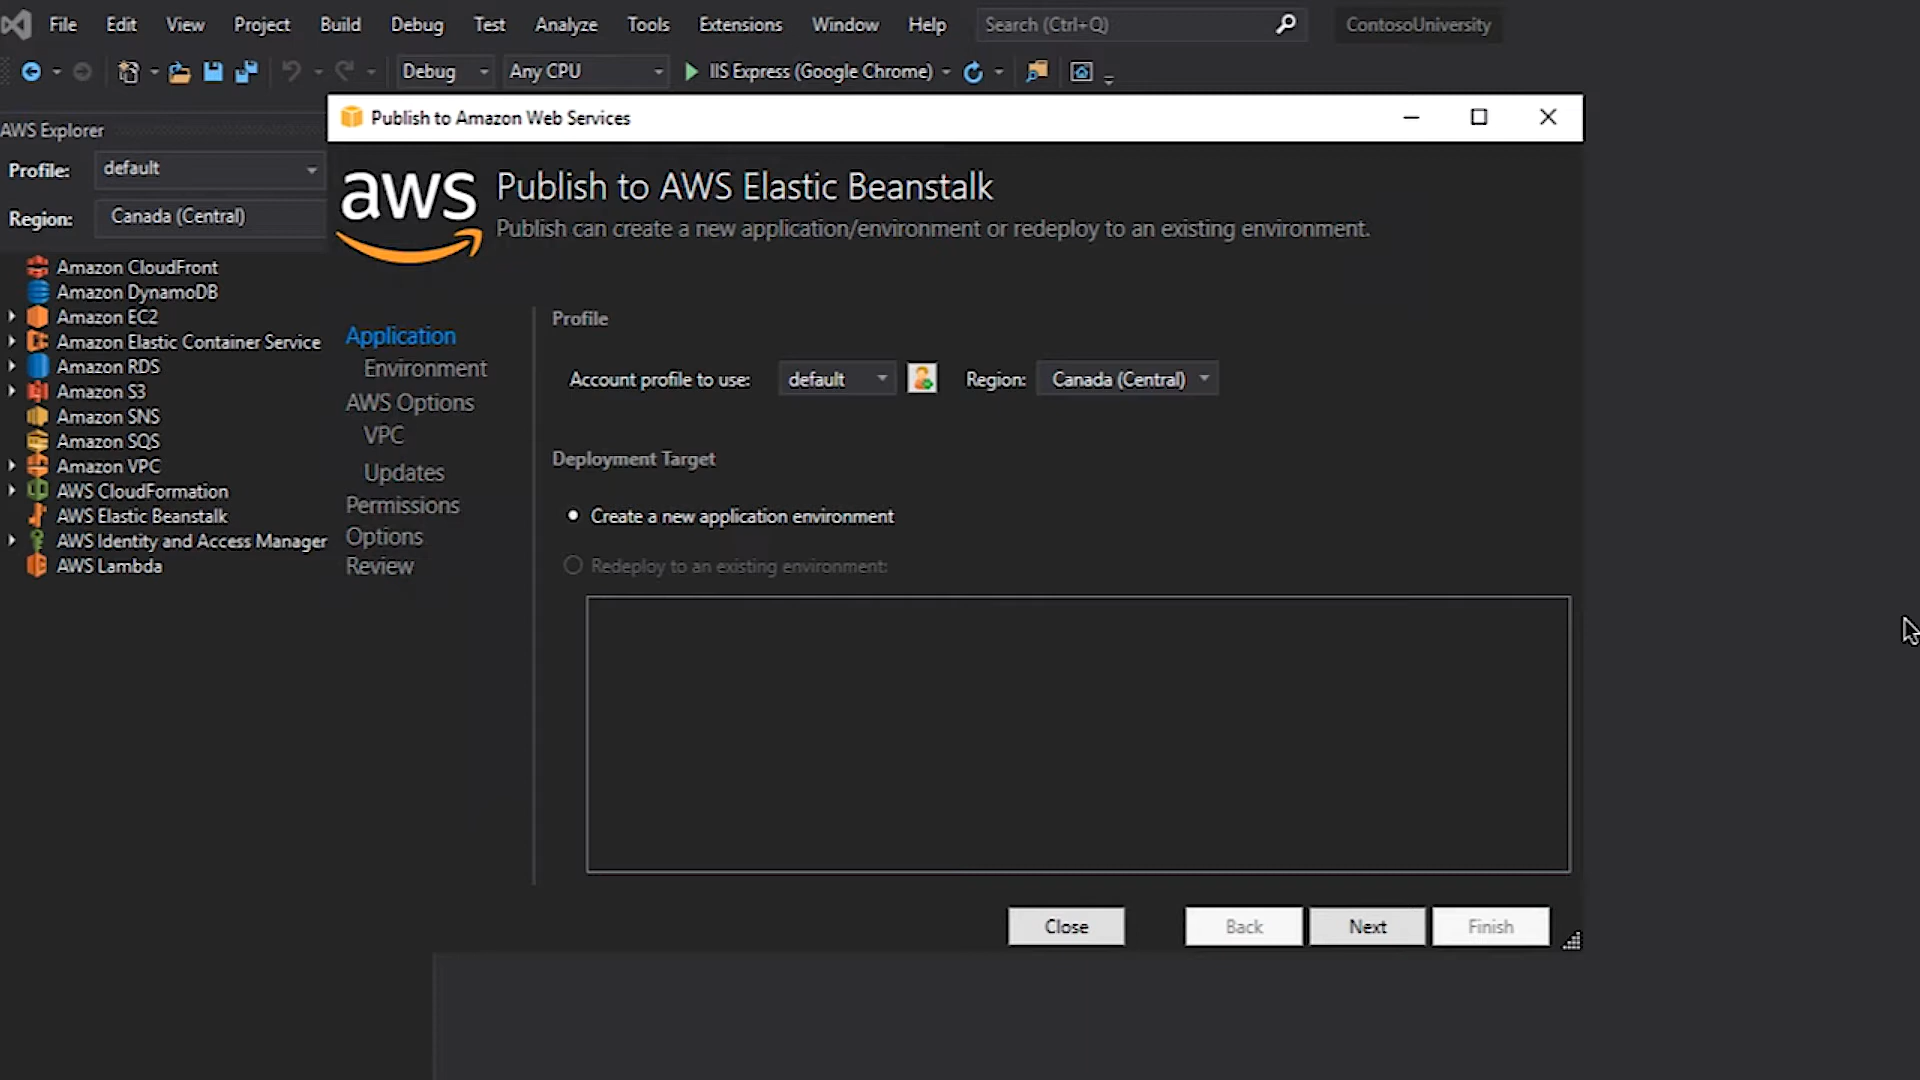 File Edit View Project Build Debug Test Analyze Tools Extensions Window Help Search (Ctrl+Q) ContosoUniversity
Debug Any CPU IIS Express (Google Chrome)
AWS Explorer
Profile: default
Region: Canada (Central)
Amazon CloudFront
Amazon DynamoDB
Amazon EC2
Amazon Elastic Container Service
Amazon RDS
Amazon S3
Amazon SNS
Amazon SQS
Amazon VPC
AWS CloudFormation
AWS Elastic Beanstalk
AWS Identity and Access Manager
AWS Lambda
Publish to Amazon Web Services
aws
Publish to AWS Elastic Beanstalk
Publish can create a new application/environment or redeploy to an existing environment.
Application
Environment
AWS Options
VPC
Updates
Permissions
Options
Review
Profile
Account profile to use: default Region: Canada (Central)
Deployment Target
Create a new application environment
Redeploy to an existing environment:
Close Back Next Finish